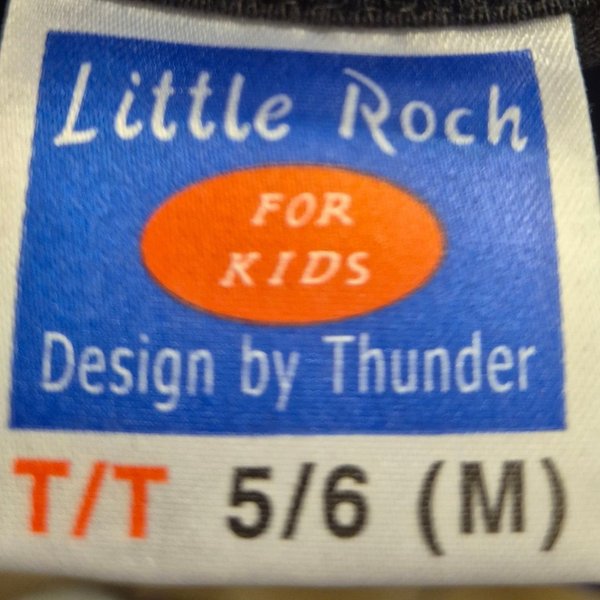 Little Roch
FOR
KIDS
Design by Thunder
T/T 5/6 (M)